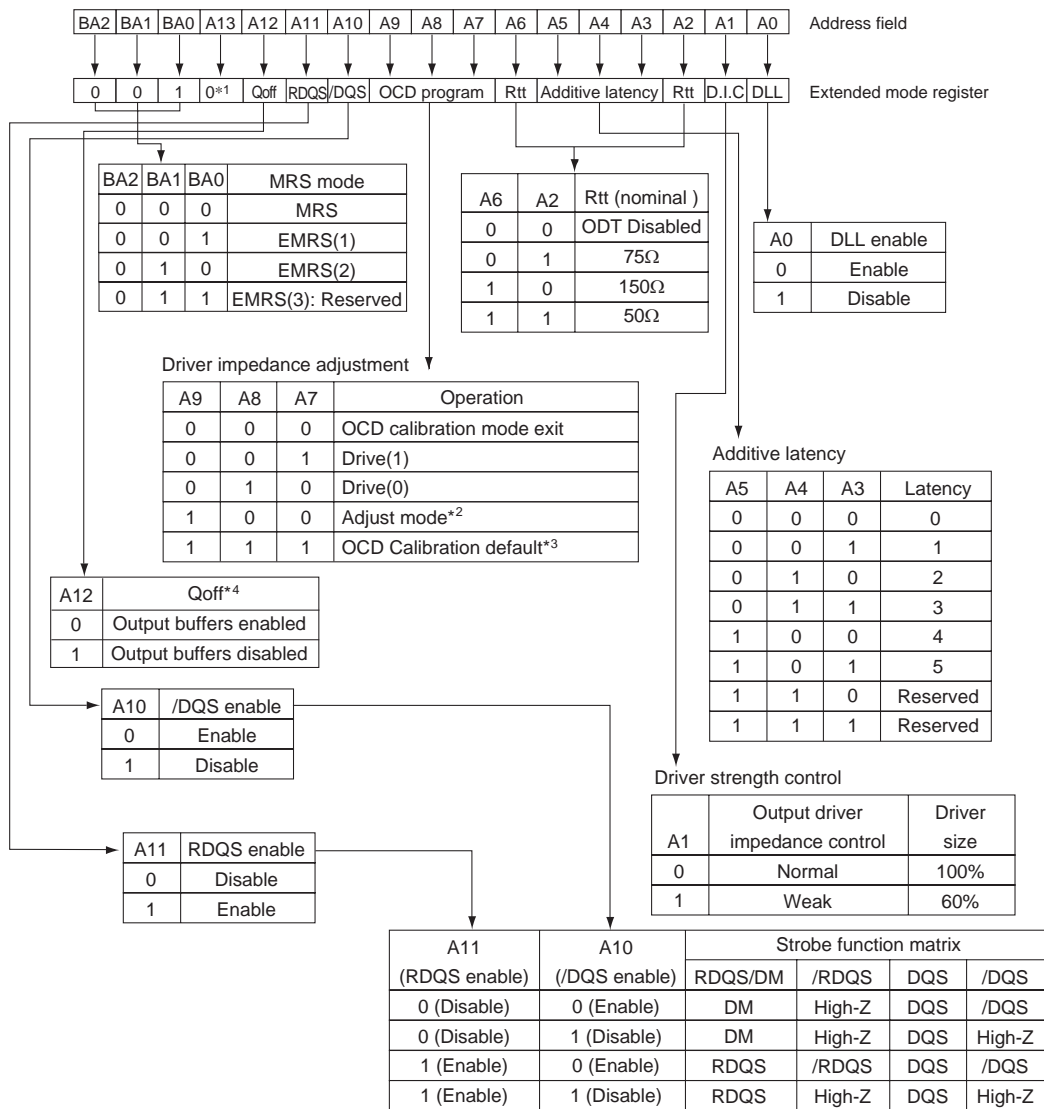 BA2 BA1 BA0 A13 A12 A11 A10 A9 A8 A7 A6 A5 A4 A3 A2 A1 A0 Address field
0 0 1 0*1 Qoff RDQS /DQS OCD program Rtt Additive latency Rtt D.I.C DLL Extended mode register
BA2 BA1 BA0 MRS mode
0 0 0 MRS
0 0 1 EMRS(1)
0 1 0 EMRS(2)
0 1 1 EMRS(3): Reserved
A6 A2 Rtt (nominal )
0 0 ODT Disabled
0 1 75Ω
1 0 150Ω
1 1 50Ω
A0 DLL enable
0 Enable
1 Disable
Driver impedance adjustment
A9 A8 A7 Operation
0 0 0 OCD calibration mode exit
0 0 1 Drive(1)
0 1 0 Drive(0)
1 0 0 Adjust mode*2
1 1 1 OCD Calibration default*3
Additive latency
A5 A4 A3 Latency
0 0 0 0
0 0 1 1
0 1 0 2
0 1 1 3
1 0 0 4
1 0 1 5
1 1 0 Reserved
1 1 1 Reserved
A12 Qoff*4
0 Output buffers enabled
1 Output buffers disabled
A10 /DQS enable
0 Enable
1 Disable
Driver strength control
Output driver Driver
A1 impedance control size
0 Normal 100%
1 Weak 60%
A11 RDQS enable
0 Disable
1 Enable
A11 A10 Strobe function matrix
(RDQS enable) (/DQS enable) RDQS/DM /RDQS DQS /DQS
0 (Disable) 0 (Enable) DM High-Z DQS /DQS
0 (Disable) 1 (Disable) DM High-Z DQS High-Z
1 (Enable) 0 (Enable) RDQS /RDQS DQS /DQS
1 (Enable) 1 (Disable) RDQS High-Z DQS High-Z